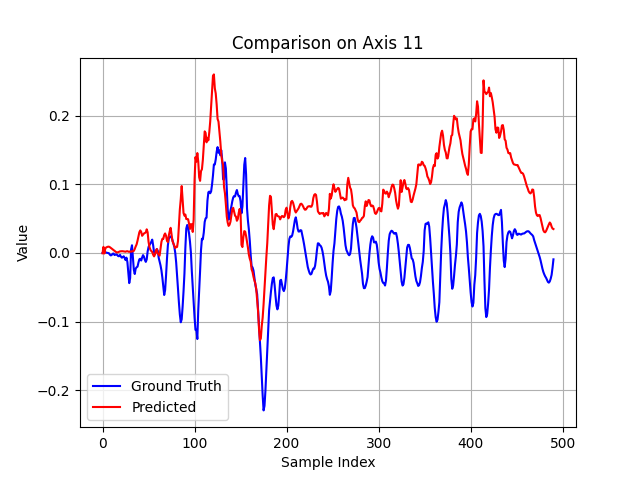 Comparison on Axis 11
Value
0.2
0.1
0.0
−0.1
−0.2
Ground Truth
Predicted
0
100
200
300
400
500
Sample Index